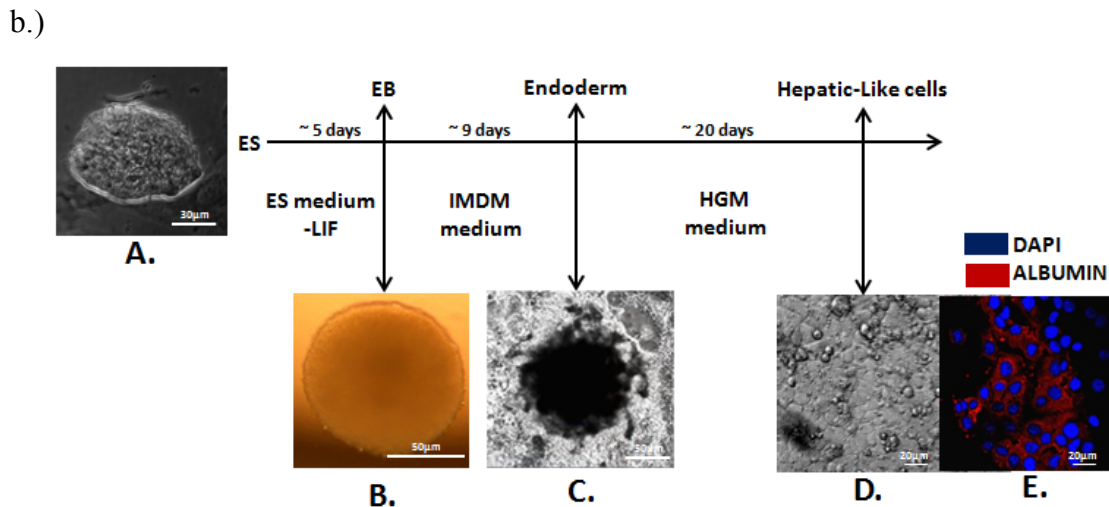 b.)
EB
Endoderm
Hepatic-Like cells
~ 5 days
~ 9 days
~ 20 days
ES
ES medium
-LIF
IMDM
medium
HGM
medium
30µm
A.
DAPI
ALBUMIN
50µm
50µm
20µm
20µm
B.
C.
D.
E.